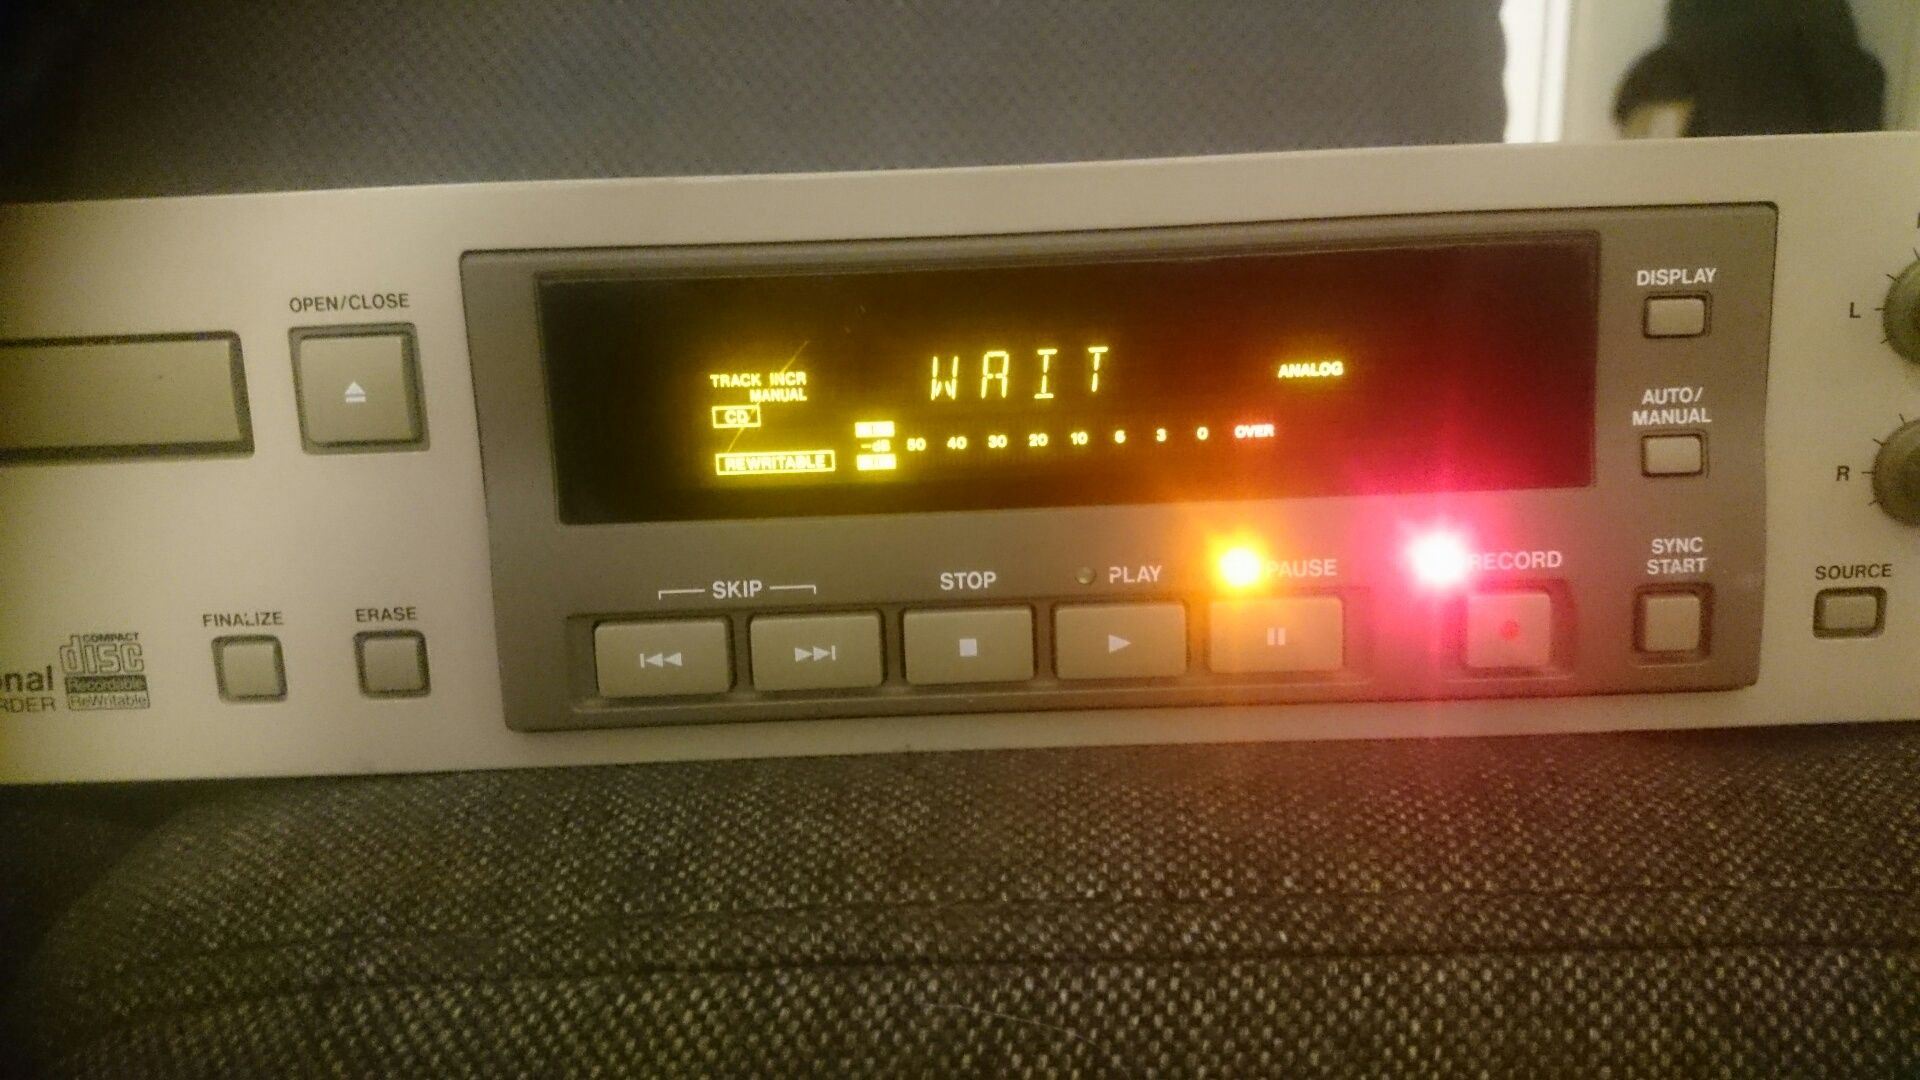 OPEN/CLOSE
TRACK INCR
MANUAL
CD
REWRITABLE
WAIT
ANALOG
-dB 50 40 30 20 10 6 3 0 OVER
DISPLAY
AUTO/
MANUAL
SYNC
START
L
R
SOURCE
SKIP
STOP
PLAY
PAUSE
RECORD
FINALIZE
ERASE
onal
RDER
COMPACT
disc
Recordable
ReWritable